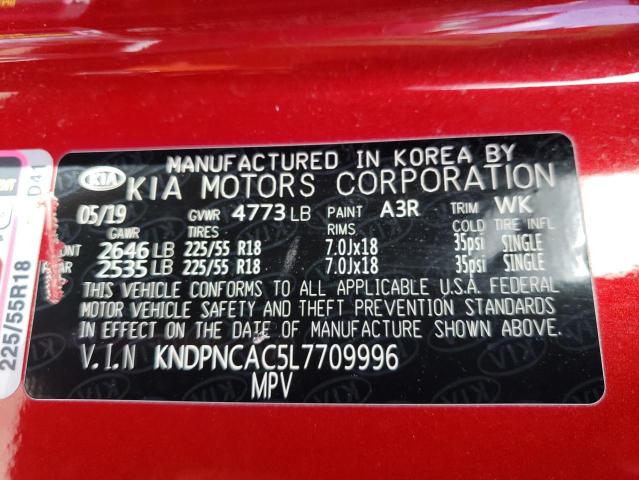 MANUFACTURED IN KOREA BY
KIA KIA MOTORS CORPORATION
05/19 GVWR 4773 LB PAINT A3R TRIM WK
GAWR TIRES RIMS COLD TIRE INFL.
2646 LB 225/55 R18 7.0Jx18 35psi SINGLE
2535 LB 225/55 R18 7.0Jx18 35psi SINGLE
THIS VEHICLE CONFORMS TO ALL APPLICABLE U.S.A. FEDERAL
MOTOR VEHICLE SAFETY AND THEFT PREVENTION STANDARDS
IN EFFECT ON THE DATE OF MANUFACTURE SHOWN ABOVE.
V.I.N KNDPNCAC5L7709996
MPV
225/55R18
D41